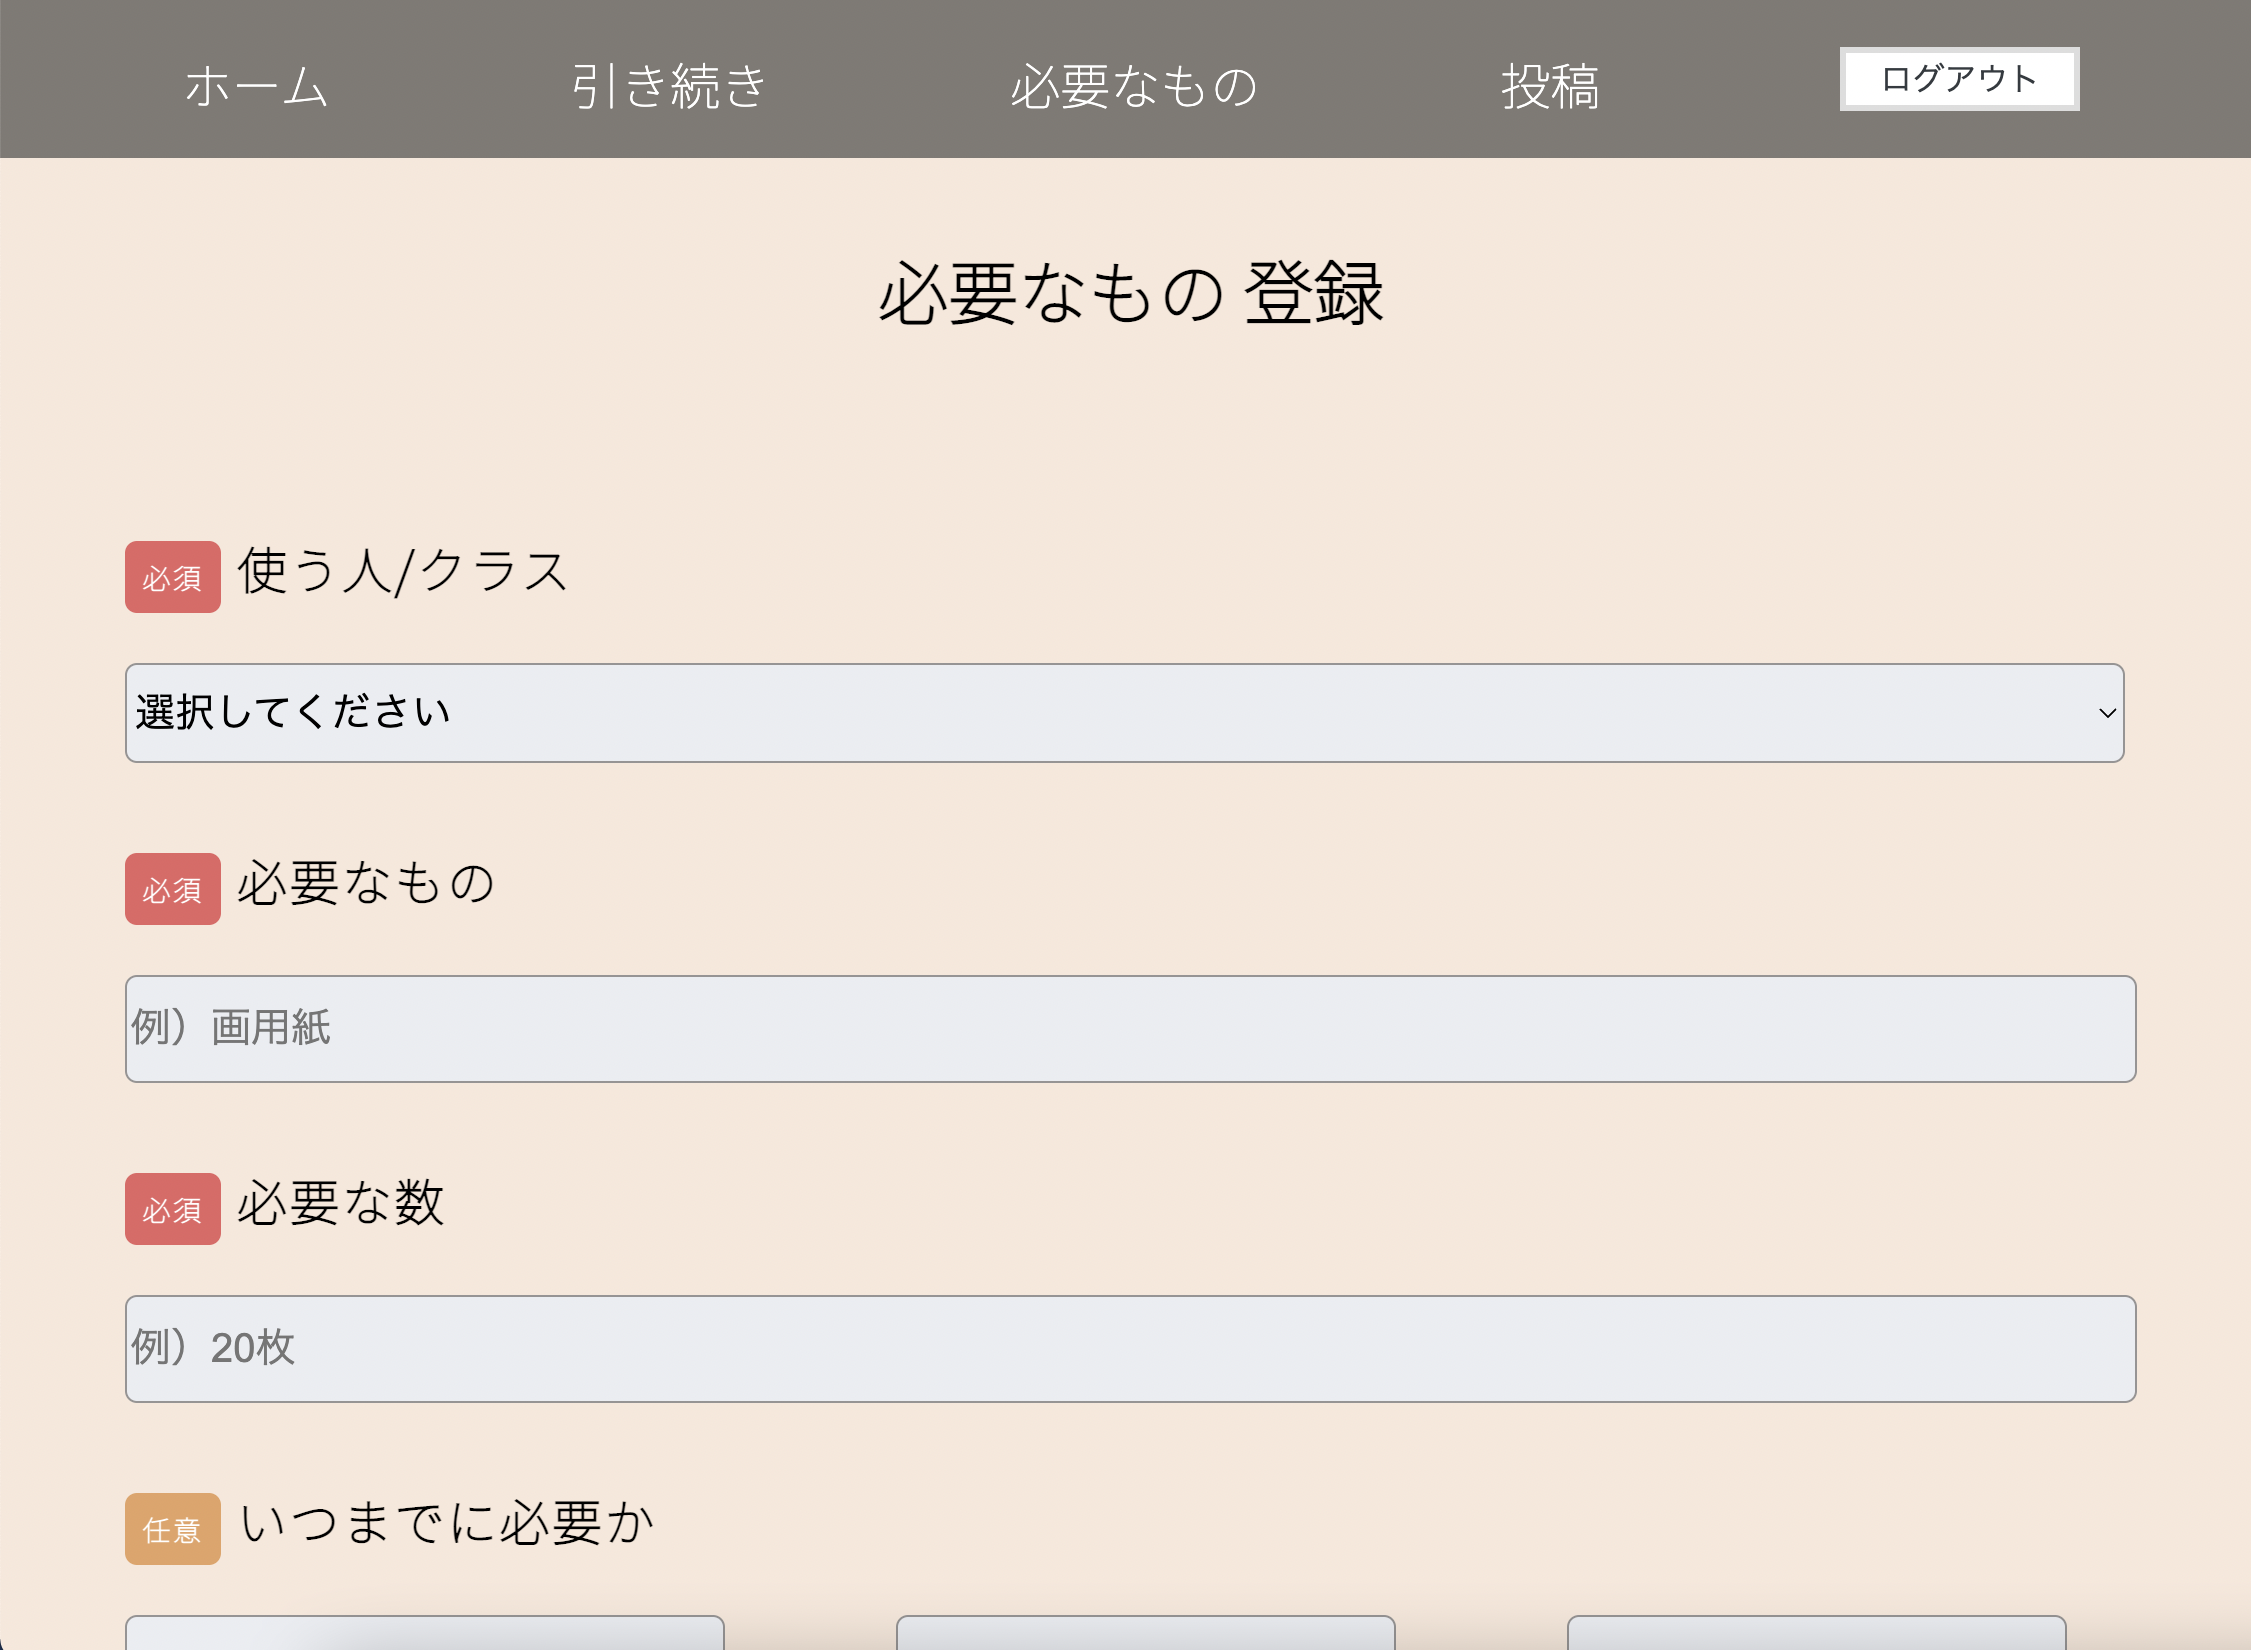 ホーム 引き続き 必要なもの 投稿 ログアウト
必要なもの 登録
必須 使う人/クラス
選択してください
必須 必要なもの
例）画用紙
必須 必要な数
例）20枚
任意 いつまでに必要か